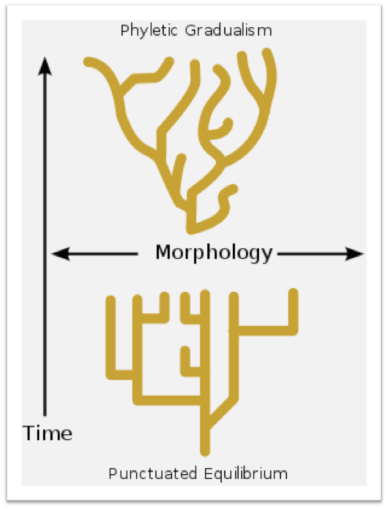 Phyletic Gradualism
Morphology
Time
Punctuated Equilibrium